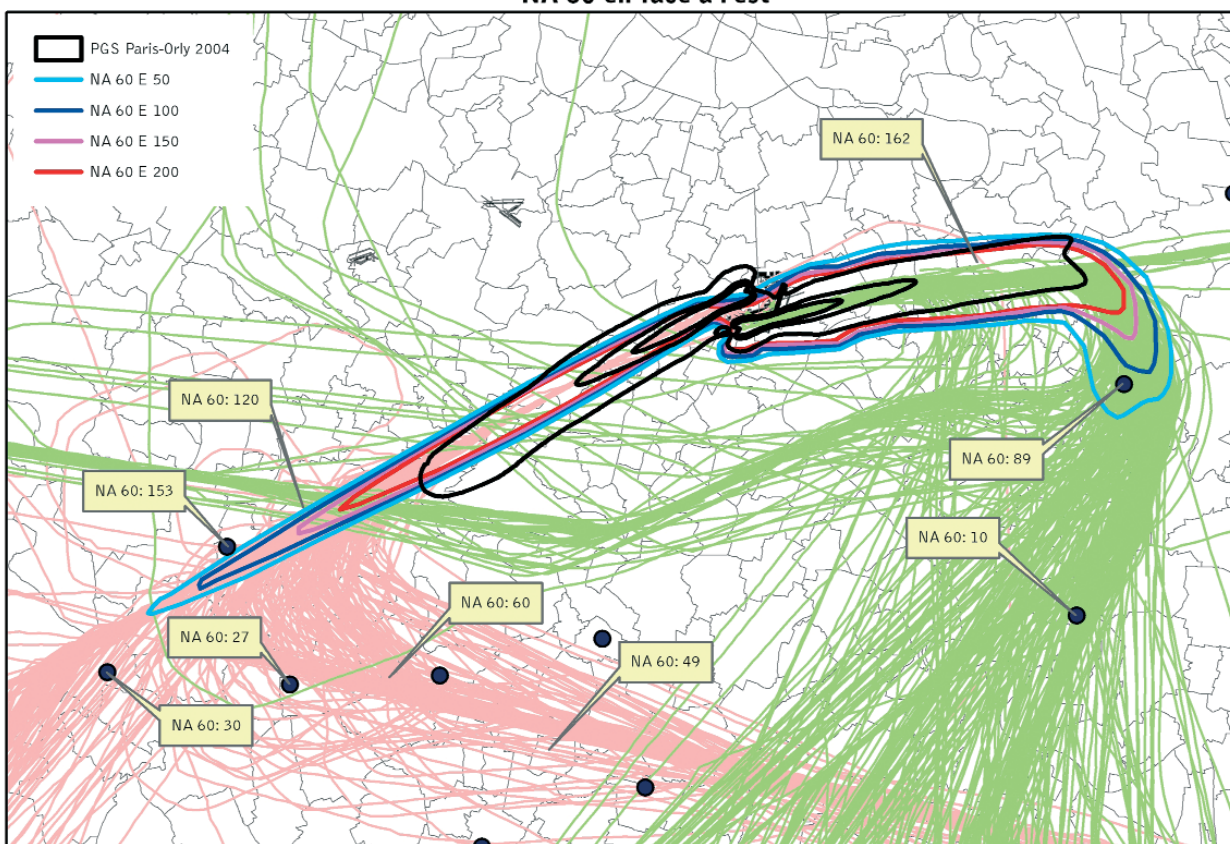 PGS Paris-Orly 2004
NA 60 E 50
NA 60 E 100
NA 60 E 150
NA 60 E 200
NA 60: 162
NA 60: 120
NA 60: 153
NA 60: 89
NA 60: 10
NA 60: 60
NA 60: 27
NA 60: 49
NA 60: 30